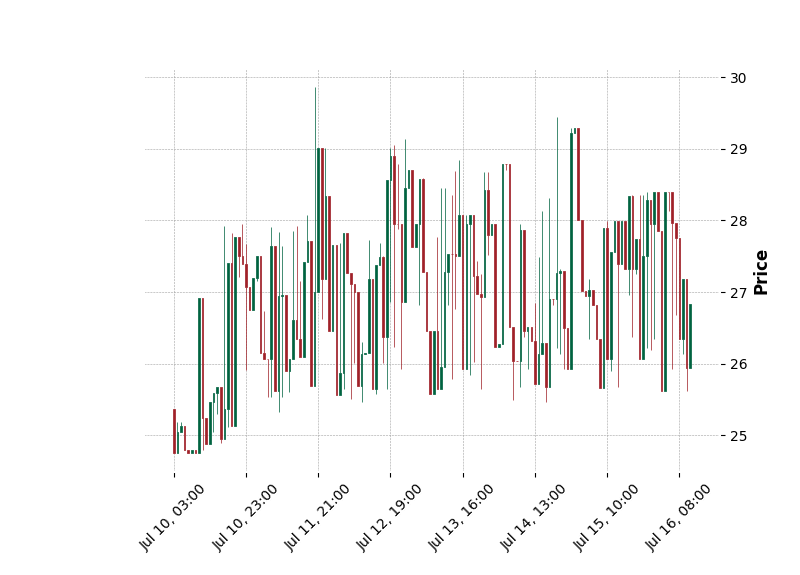 30
29
28
27
26
25
Price
Jul 10, 03:00
Jul 10, 23:00
Jul 11, 21:00
Jul 12, 19:00
Jul 13, 16:00
Jul 14, 13:00
Jul 15, 10:00
Jul 16, 08:00